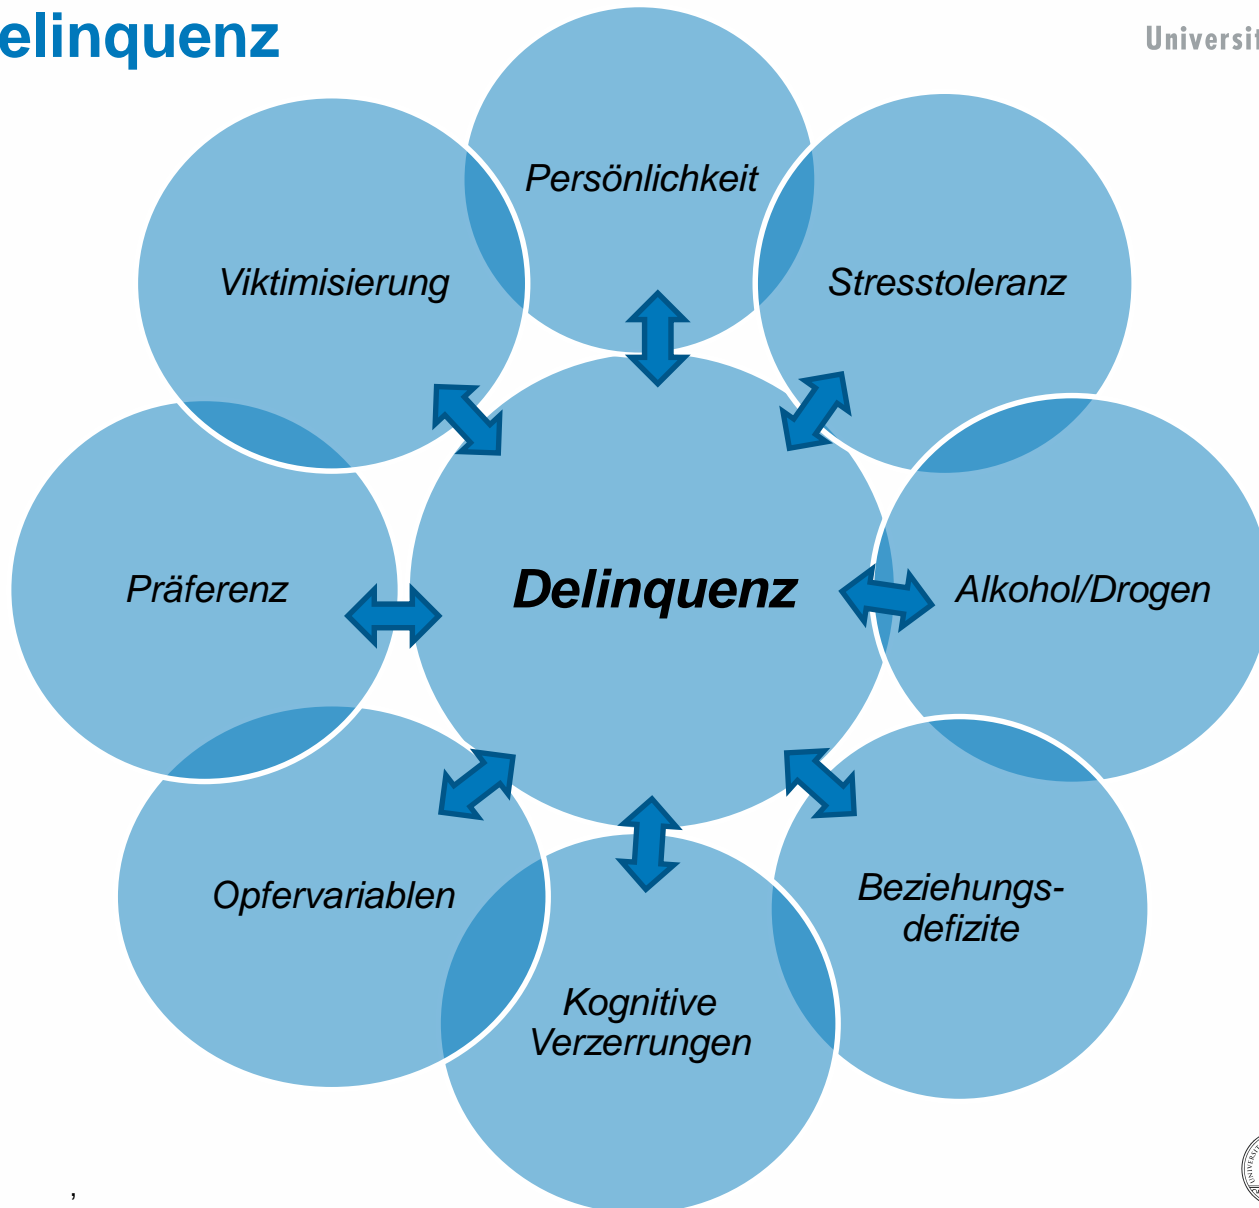 elinquenz
Universit
Persönlichkeit
Viktimisierung
Stresstoleranz
Präferenz
Delinquenz
Alkohol/Drogen
Opfervariablen
Beziehungs-
defizite
Kognitive
Verzerrungen
,